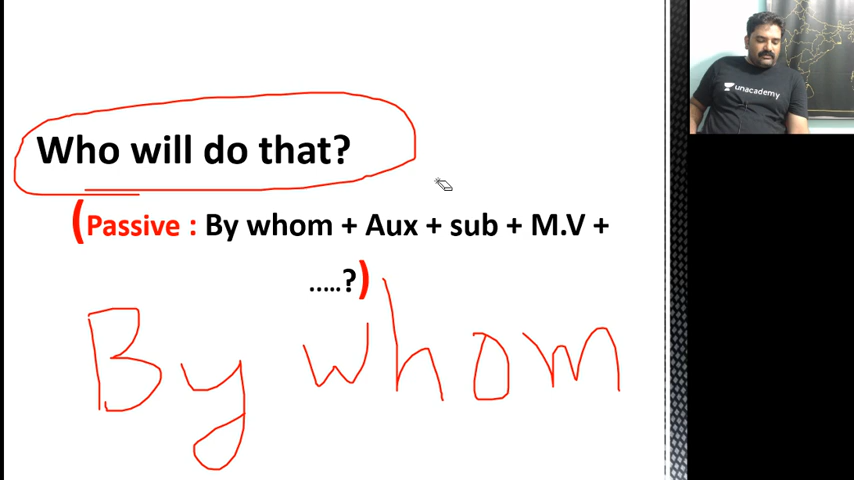 unacademy
Who will do that?
(Passive : By whom + Aux + sub + M.V +
.....?)
By whom